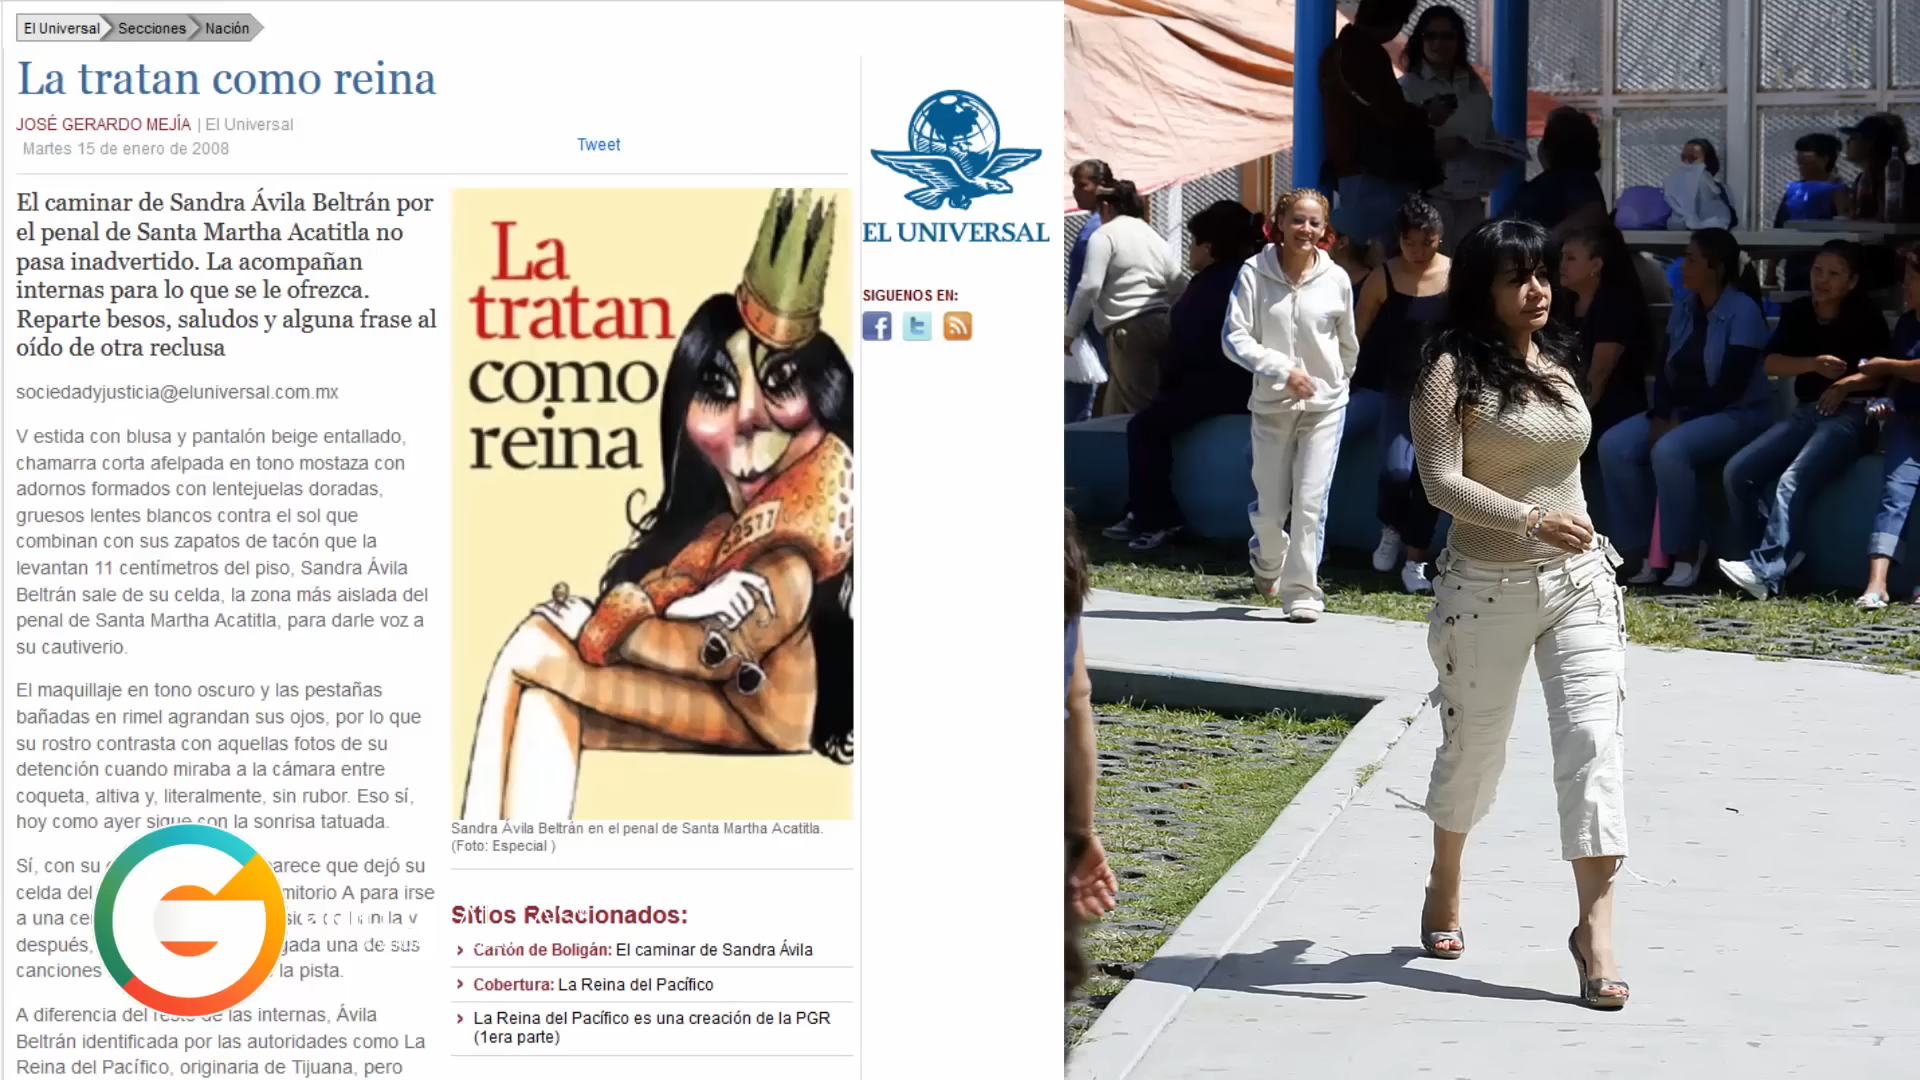 El Universal Secciones Nación
La tratan como reina
JOSÉ GERARDO MEJÍA | El Universal
Martes 15 de enero de 2008
Tweet
El caminar de Sandra Ávila Beltrán por
el penal de Santa Martha Acatitla no
pasa inadvertido. La acompañan
internas para lo que se le ofrezca.
Reparte besos, saludos y alguna frase al
oído de otra reclusa
sociedadyjusticia@eluniversal.com.mx
V estida con blusa y pantalón beige entallado,
chamarra corta afelpada en tono mostaza con
adornos formados con lentejuelas doradas,
gruesos lentes blancos contra el sol que
combinan con sus zapatos de tacón que la
levantan 11 centímetros del piso, Sandra Ávila
Beltrán sale de su celda, la zona más aislada del
penal de Santa Martha Acatitla, para darle voz a
su cautiverio.
El maquillaje en tono oscuro y las pestañas
bañadas en rimel agrandan sus ojos, por lo que
su rostro contrasta con aquellas fotos de su
detención cuando miraba a la cámara entre
coqueta, altiva y, literalmente, sin rubor. Eso sí,
hoy como ayer sigue con la sonrisa tatuada.
Sí, con su parece que dejó su
celda del dormitorio A para irse
a una
después, de sus
canciones la pista.
A diferencia del resto de las internas, Ávila
Beltrán identificada por las autoridades como La
Reina del Pacífico, originaria de Tijuana, pero
La
tratan
como
reina
22577
Sandra Ávila Beltrán en el penal de Santa Martha Acatitla.
(Foto: Especial )
Sitios Relacionados:
Cartón de Boligán: El caminar de Sandra Ávila
Cobertura: La Reina del Pacífico
La Reina del Pacífico es una creación de la PGR
(1era parte)
EL UNIVERSAL
SIGUENOS EN: